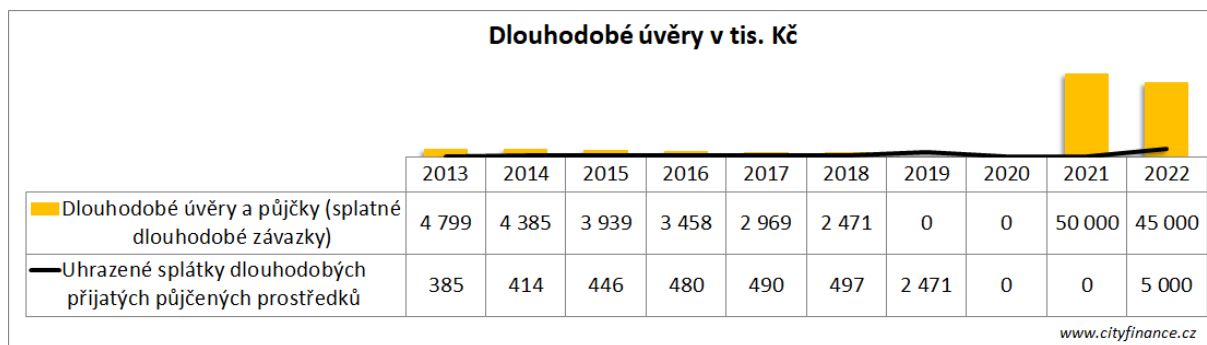 Dlouhodobé úvěry v tis. Kč
2013 2014 2015 2016 2017 2018 2019 2020 2021 2022
Dlouhodobé úvěry a půjčky (splatné
dlouhodobé závazky)
4 799 4 385 3 939 3 458 2 969 2 471 0 0 50 000 45 000
Uhrazené splátky dlouhodobých
přijatých půjčených prostředků
385 414 446 480 490 497 2 471 0 0 5 000
www.cityfinance.cz